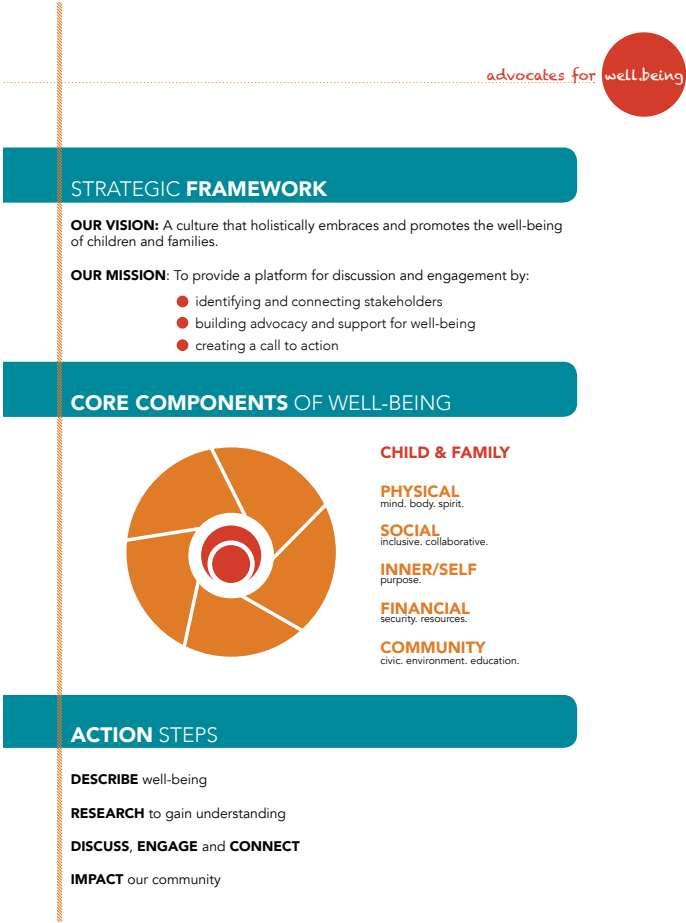 advocates for well.being
STRATEGIC FRAMEWORK
OUR VISION: A culture that holistically embraces and promotes the well-being
of children and families.
OUR MISSION: To provide a platform for discussion and engagement by:
identifying and connecting stakeholders
building advocacy and support for well-being
creating a call to action
CORE COMPONENTS OF WELL-BEING
CHILD & FAMILY
PHYSICAL
mind. body. spirit.
SOCIAL
inclusive. collaborative.
INNER/SELF
purpose.
FINANCIAL
security. resources.
COMMUNITY
civic. environment. education.
ACTION STEPS
DESCRIBE well-being
RESEARCH to gain understanding
DISCUSS, ENGAGE and CONNECT
IMPACT our community